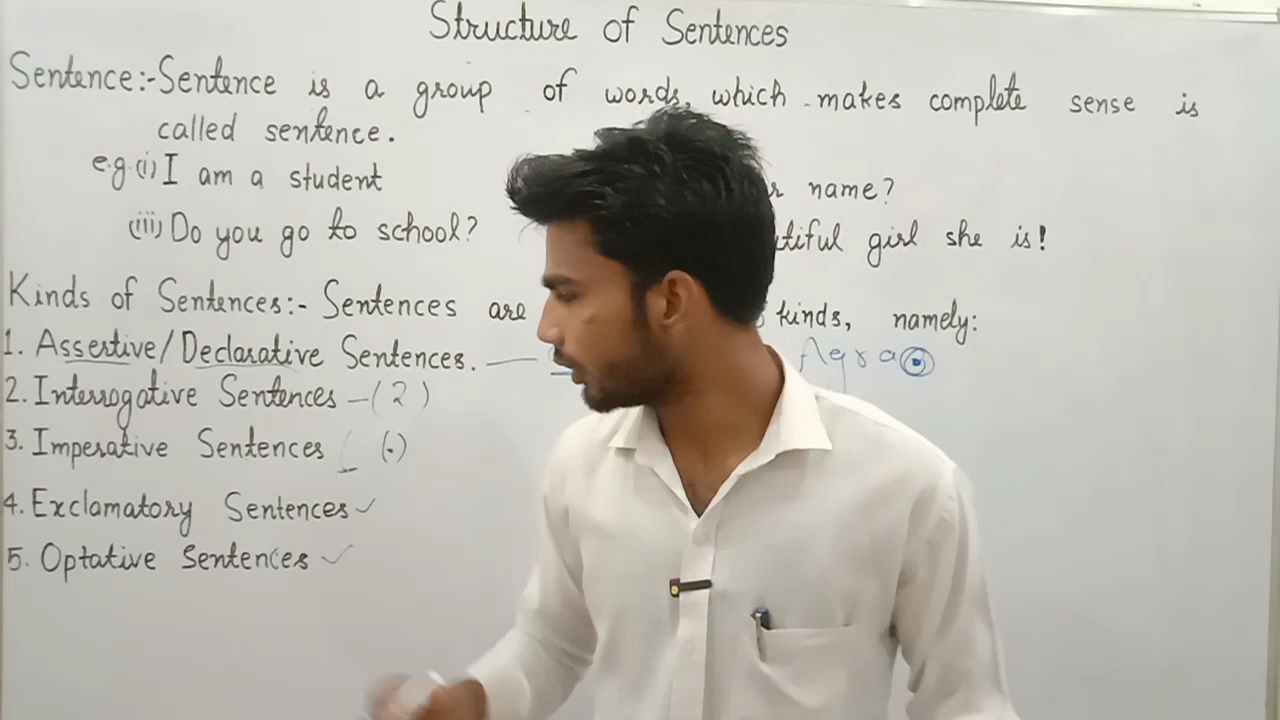 Structure of Sentences
Sentence:- Sentence is a group of words, which makes complete sense is
called sentence.
e.g. (i) I am a student name?
(iii) Do you go to school? girl she is!
Kinds of Sentences:- Sentences are kinds, namely:
1. Assertive/Declarative Sentences. — Agra
2. Interrogative Sentences - (?)
3. Imperative Sentences (.)
4. Exclamatory Sentences ✓
5. Optative Sentences ✓